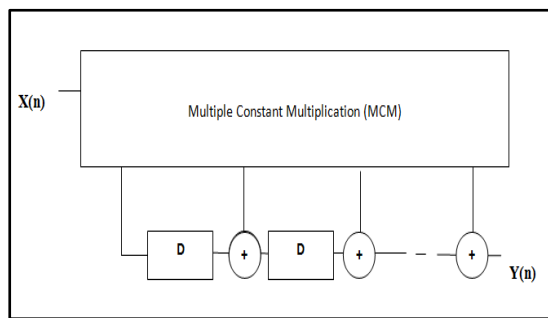 X(n)
Multiple Constant Multiplication (MCM)
D + D + – +
Y(n)